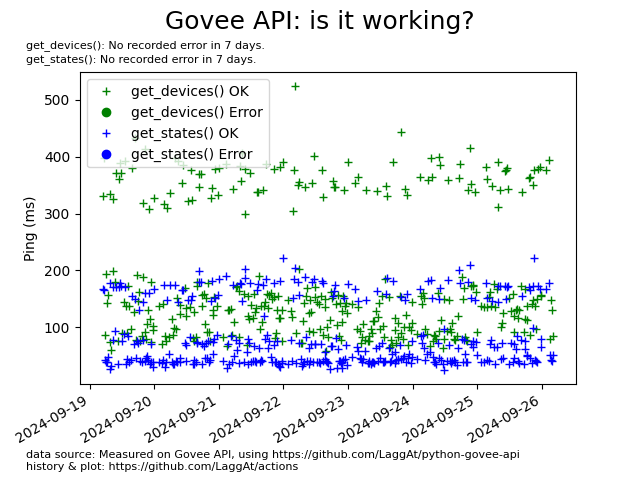 Govee API: is it working?
get_devices(): No recorded error in 7 days.
get_states(): No recorded error in 7 days.
get_devices() OK
get_devices() Error
get_states() OK
get_states() Error
Ping (ms)
500
400
300
200
100
2024-09-19
2024-09-20
2024-09-21
2024-09-22
2024-09-23
2024-09-24
2024-09-25
2024-09-26
data source: Measured on Govee API, using https://github.com/LaggAt/python-govee-api
history & plot: https://github.com/LaggAt/actions